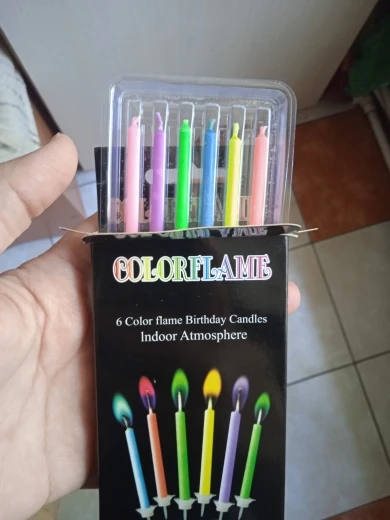 COLORFLAME
6 Color flame Birthday Candles
Indoor Atmosphere